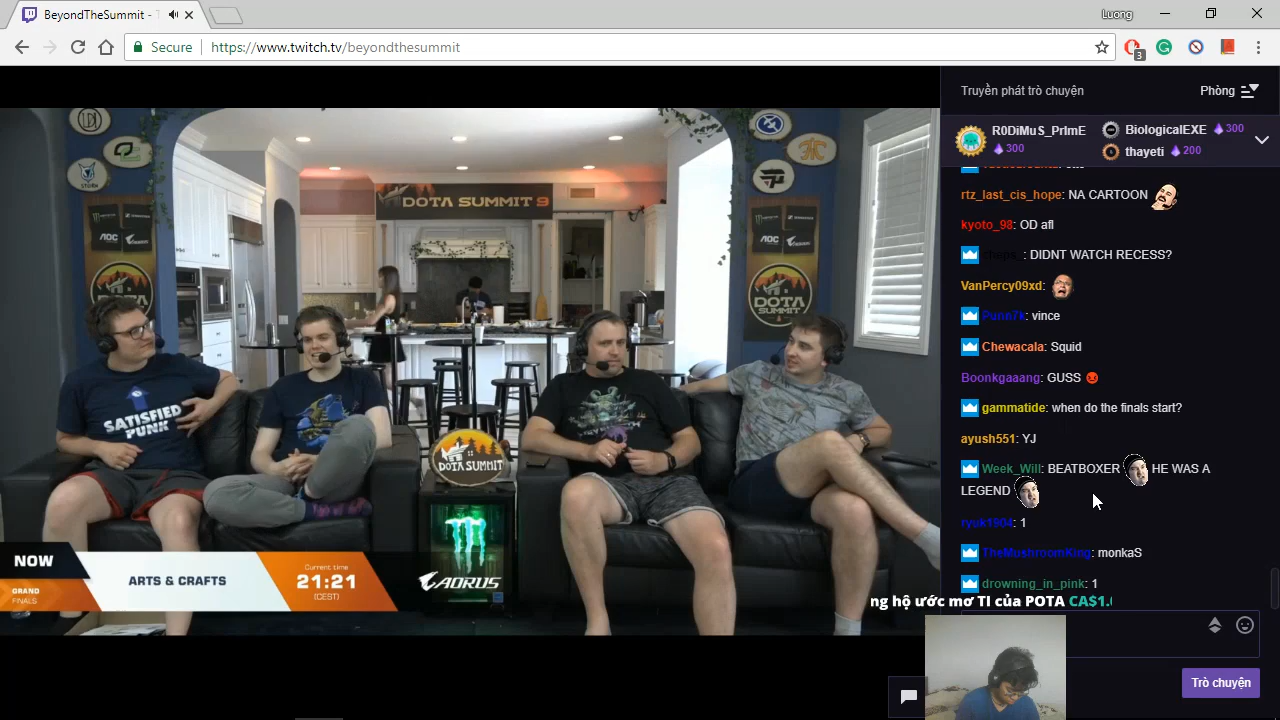 BeyondTheSummit - T
Luong
Secure
https://www.twitch.tv/beyondthesummit
3
Truyền phát trò chuyện
Phòng
R0DiMuS_PrImE
300
BiologicalEXE 300
thayeti 200
rtz_last_cis_hope: NA CARTOON
kyoto_98: OD afl
: DIDNT WATCH RECESS?
VanPercy09xd:
Punn7k: vince
Chewacala: Squid
Boonkgaaang: GUSS
gammatide: when do the finals start?
ayush551: YJ
Week_Will: BEATBOXER HE WAS A
LEGEND
ryuk1904: 1
TheMushroomKing: monkaS
drowning_in_pink: 1
ng hộ ước mơ TI của POTA CA$1.
Trò chuyện
DOTA SUMMIT 9
STORM
FNATIC
AOC
AORUS
DOTA
SUMMIT
SATISFIED
PUNK
DOTA SUMMIT
NOW
GRAND
FINALS
ARTS & CRAFTS
Current time
21:21
(CEST)
AORUS